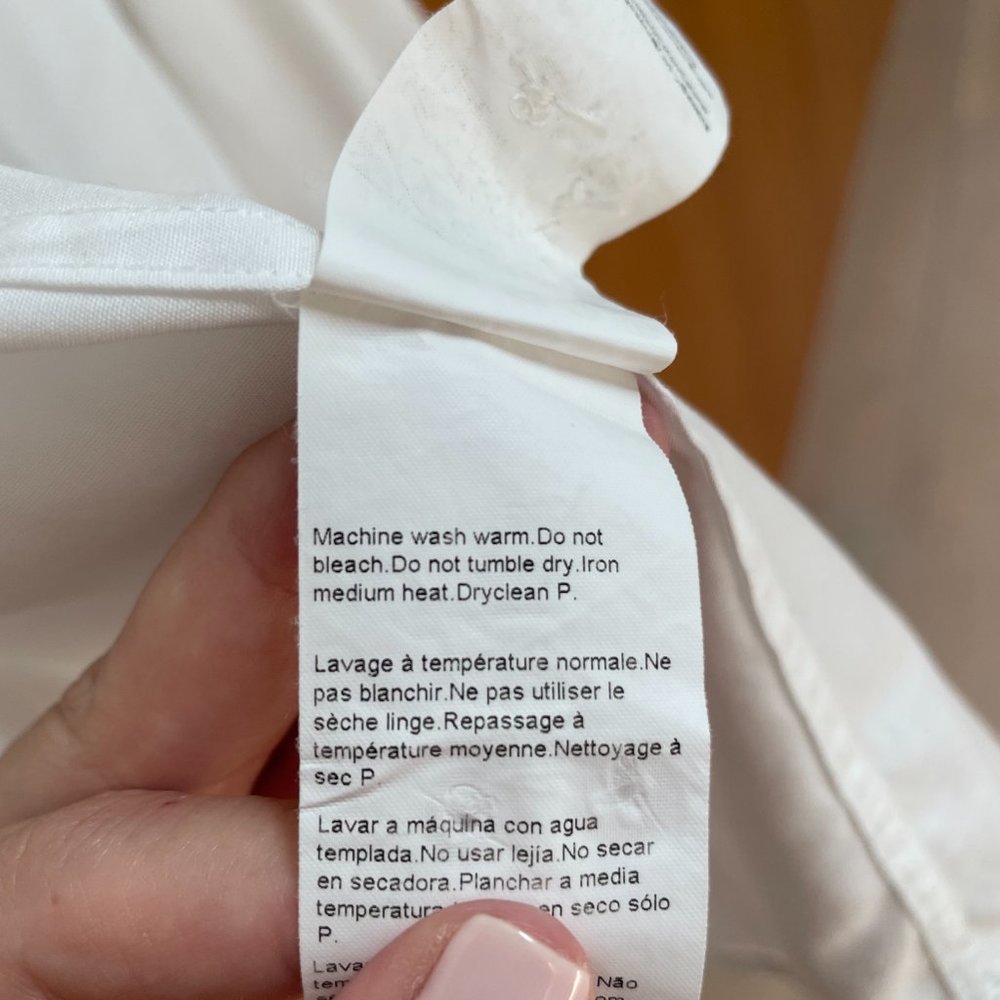 Machine wash warm.Do not
bleach.Do not tumble dry.Iron
medium heat.Dryclean P.
Lavage à température normale.Ne
pas blanchir.Ne pas utiliser le
sèche linge.Repassage à
température moyenne.Nettoyage à
sec P.
Lavar a máquina con agua
templada.No usar lejía.No secar
en secadora.Planchar a media
temperatura en seco sólo
P.
Não